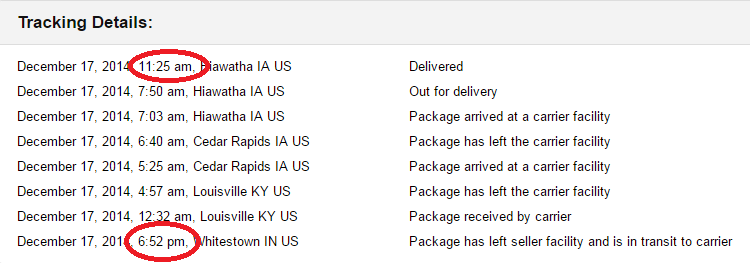 Tracking Details:
December 17, 2014, 11:25 am, Hiawatha IA US Delivered
December 17, 2014, 7:50 am, Hiawatha IA US Out for delivery
December 17, 2014, 7:03 am, Hiawatha IA US Package arrived at a carrier facility
December 17, 2014, 6:40 am, Cedar Rapids IA US Package has left the carrier facility
December 17, 2014, 5:25 am, Cedar Rapids IA US Package arrived at a carrier facility
December 17, 2014, 4:57 am, Louisville KY US Package has left the carrier facility
December 17, 2014, 12:32 am, Louisville KY US Package received by carrier
December 17, 2014, 6:52 pm, Whitestown IN US Package has left seller facility and is in transit to carrier